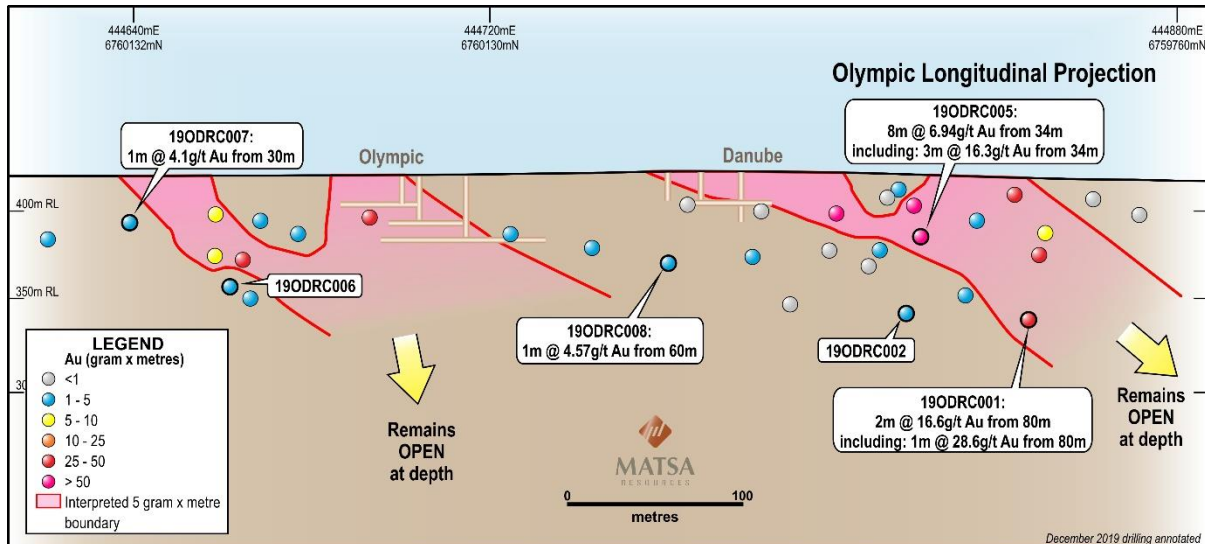 444640mE
6760132mN
444720mE
6760130mN
444880mE
6759760mN
Olympic Longitudinal Projection
19ODRC007:
1m @ 4.1g/t Au from 30m
Olympic
Danube
19ODRC005:
8m @ 6.94g/t Au from 34m
including: 3m @ 16.3g/t Au from 34m
400m RL
350m RL
19ODRC006
19ODRC008:
1m @ 4.57g/t Au from 60m
19ODRC002
19ODRC001:
2m @ 16.6g/t Au from 80m
including: 1m @ 28.6g/t Au from 80m
Remains
OPEN
at depth
Remains
OPEN
at depth
30
LEGEND
Au (gram x metres)
<1
1 - 5
5 - 10
10 - 25
25 - 50
> 50
Interpreted 5 gram x metre
boundary
MATSA
RESOURCES
0 100
metres
December 2019 drilling annotated